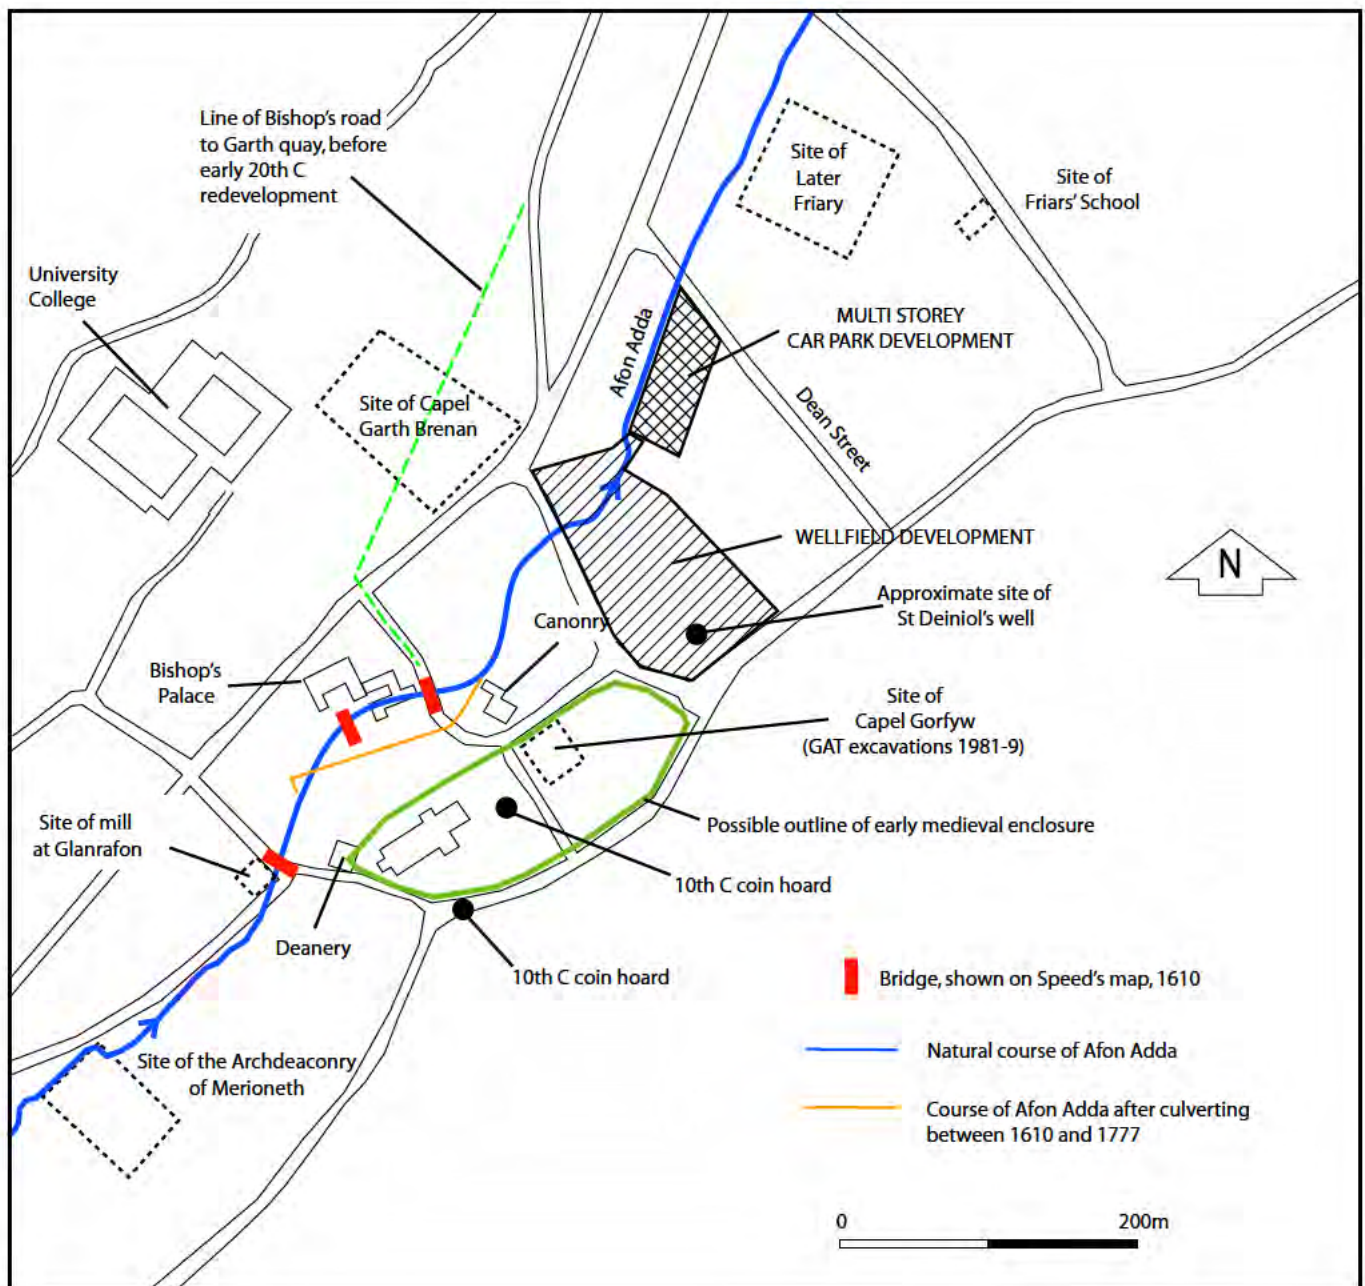 Line of Bishop's road
to Garth quay, before
early 20th C
redevelopment
Site of
Later
Friary
Site of
Friars' School
University
College
MULTI STOREY
CAR PARK DEVELOPMENT
Afon Adda
Site of Capel
Garth Brenan
Dean Street
WELLFIELD DEVELOPMENT
N
Approximate site of
St Deiniol's well
Canonry
Bishop's
Palace
Site of
Capel Gorfyw
(GAT excavations 1981-9)
Site of mill
at Glanrafon
Possible outline of early medieval enclosure
10th C coin hoard
Deanery
10th C coin hoard
Bridge, shown on Speed's map, 1610
Natural course of Afon Adda
Site of the Archdeaconry
of Merioneth
Course of Afon Adda after culverting
between 1610 and 1777
0 200m